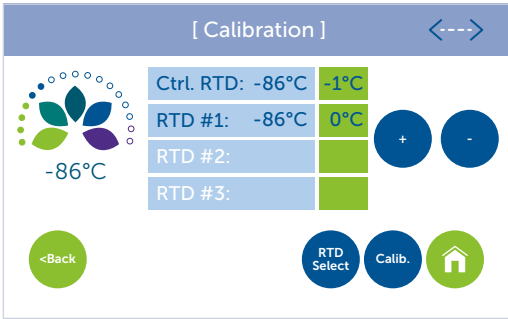 [ Calibration ]
Ctrl. RTD: -86°C -1°C
RTD #1: -86°C 0°C
RTD #2:
RTD #3:
-86°C
+ -
<Back
RTD
Select
Calib.